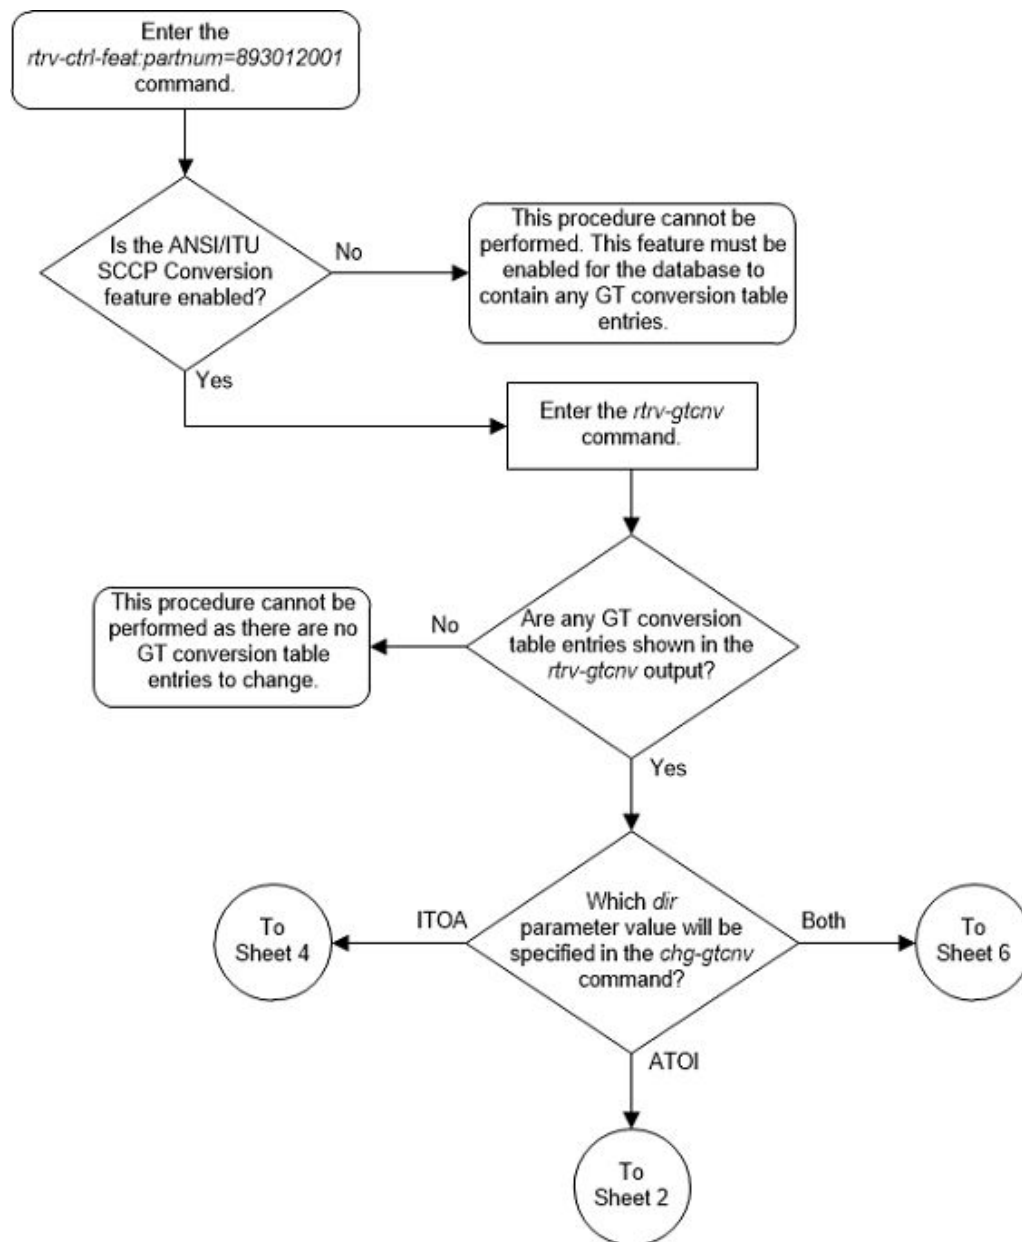 Enter the
rtrv-ctrl-feat:partnum=893012001
command.
Is the ANSI/ITU
SCCP Conversion
feature enabled?
No
This procedure cannot be
performed. This feature must be
enabled for the database to
contain any GT conversion table
entries.
Yes
Enter the rtrv-gtcnv
command.
Are any GT conversion
table entries shown in the
rtrv-gtcnv output?
No
This procedure cannot be
performed as there are no
GT conversion table
entries to change.
Yes
Which dir
parameter value will be
specified in the chg-gtcnv
command?
ITOA
To
Sheet 4
Both
To
Sheet 6
ATOI
To
Sheet 2